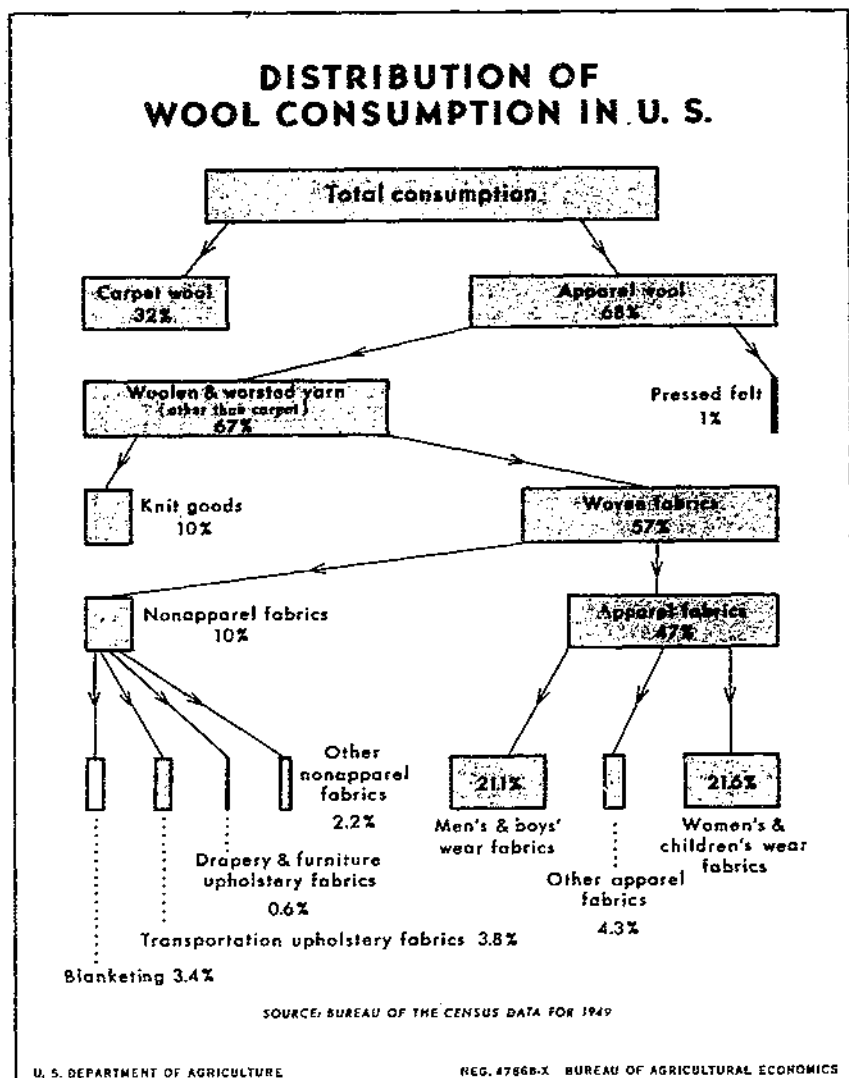 DISTRIBUTION OF
WOOL CONSUMPTION IN U. S.
Total consumption
Carpet wool
32%
Apparel wool
68%
Woolen & worsted yarn
(other than carpet)
67%
Pressed felt
1%
Knit goods
10%
Woven fabrics
57%
Nonapparel fabrics
10%
Apparel fabrics
47%
Other
nonapparel
fabrics
2.2%
Drapery & furniture
upholstery fabrics
0.6%
Transportation upholstery fabrics 3.8%
Blanketing 3.4%
21.1%
Men's & boys'
wear fabrics
Other apparel
fabrics
4.3%
21.6%
Women's &
children's wear
fabrics
SOURCE: BUREAU OF THE CENSUS DATA FOR 1949
U. S. DEPARTMENT OF AGRICULTURE
NEG. 47866-X BUREAU OF AGRICULTURAL ECONOMICS